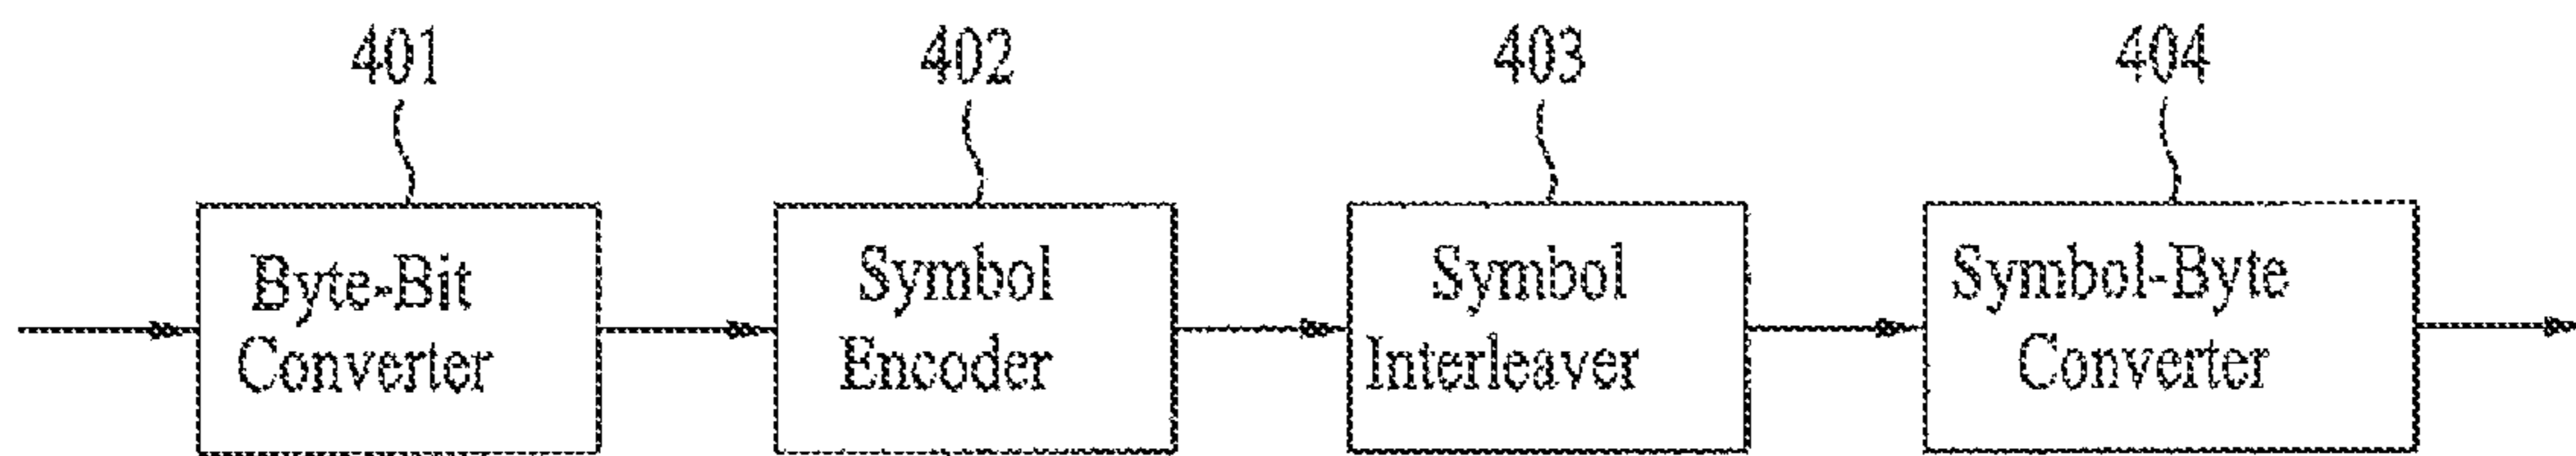 401
402
403
404
Byte-Bit
Converter
Symbol
Encoder
Symbol
Interleaver
Symbol-Byte
Converter